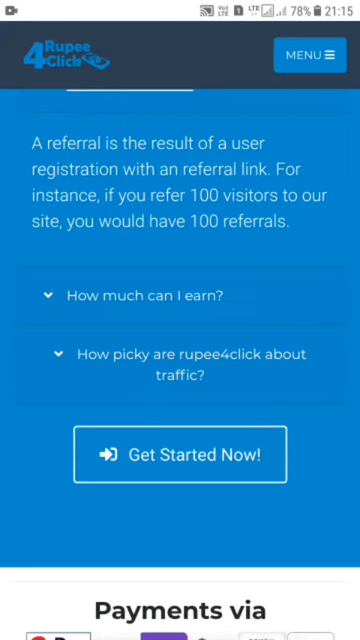 78% 21:15
Rupee
4Click
MENU
A referral is the result of a user
registration with an referral link. For
instance, if you refer 100 visitors to our
site, you would have 100 referrals.
How much can I earn?
How picky are rupee4click about
traffic?
Get Started Now!
Payments via